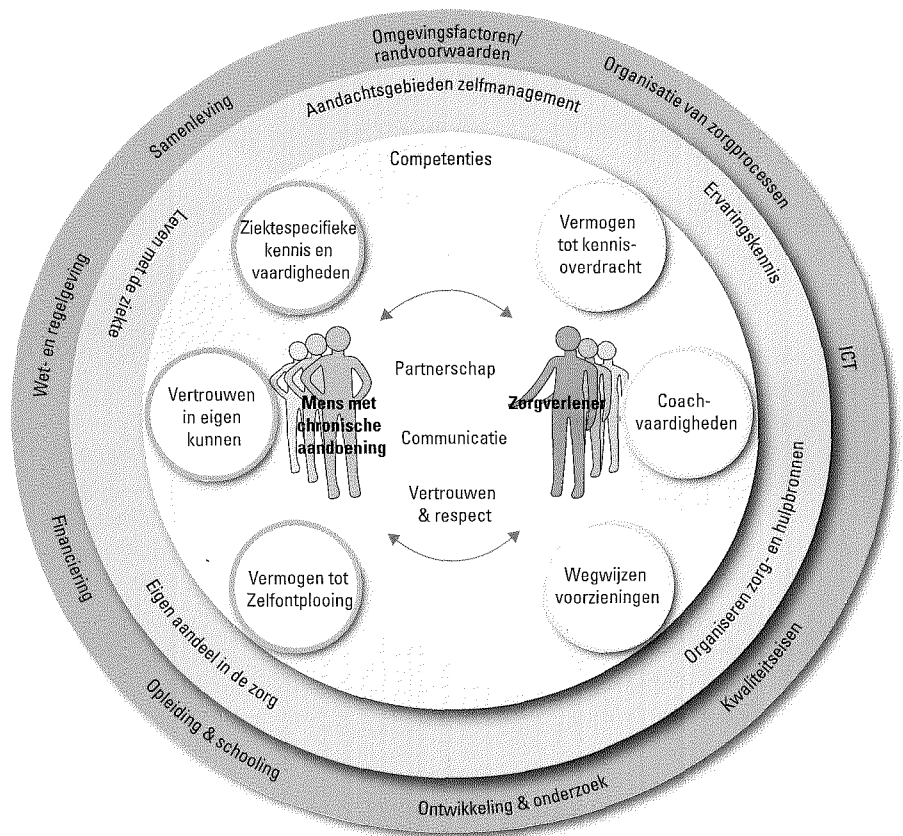 Omgevingsfactoren/
randvoorwaarden
Organisatie van zorgprocessen
ICT
Kwaliteitseisen
Ontwikkeling & onderzoek
Opleiding & schooling
Financiering
Wet- en regelgeving
Samenleving
Aandachtsgebieden zelfmanagement
Ervaringskennis
Organiseren zorg- en hulpbronnen
Eigen aandeel in de zorg
Leven met de ziekte
Competenties
Ziektespecifieke
kennis en
vaardigheden
Vertrouwen
in eigen
kunnen
Vermogen tot
Zelfontplooing
Mens met
chronische
aandoening
Partnerschap
Communicatie
Vertrouwen
& respect
Zorgverlener
Vermogen
tot kennis-
overdracht
Coach-
vaardigheden
Wegwijzen
voorzieningen